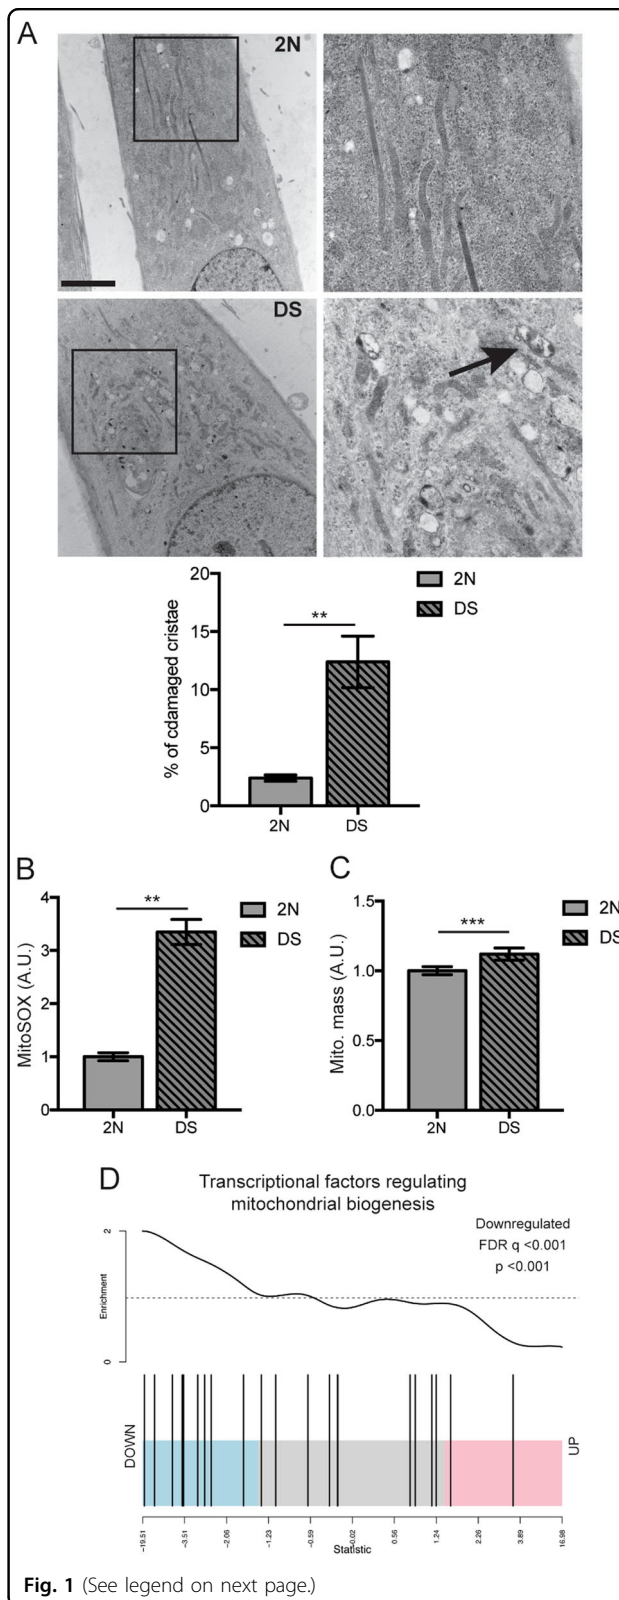 A
2N
DS
20
15
10
5
0
% of cdamaged cristae
**
2N
DS
2N
DS
B
4
3
2
1
0
MitoSOX (A.U.)
**
2N
DS
2N
DS
C
1.5
1.0
0.5
0.0
Mito. mass (A.U.)
***
2N
DS
2N
DS
D
Transcriptional factors regulating
mitochondrial biogenesis
Downregulated
FDR q <0.001
p <0.001
2
0
Enrichment
DOWN
UP
-19.51
-3.51
-2.06
-1.23
-0.59
-0.02
0.56
1.24
2.26
3.89
16.98
Statistic
Fig. 1 (See legend on next page.)